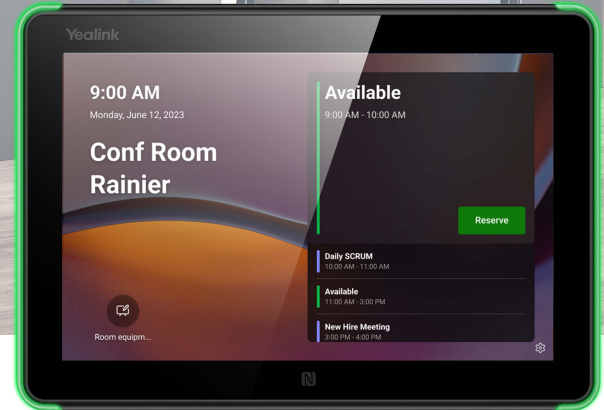 Yealink
9:00 AM
Monday, June 12, 2023
Conf Room
Rainier
Room equipm...
Available
9:00 AM - 10:00 AM
Reserve
Daily SCRUM
10:00 AM - 11:00 AM
Available
11:00 AM - 3:00 PM
New Hire Meeting
3:00 PM - 4:00 PM